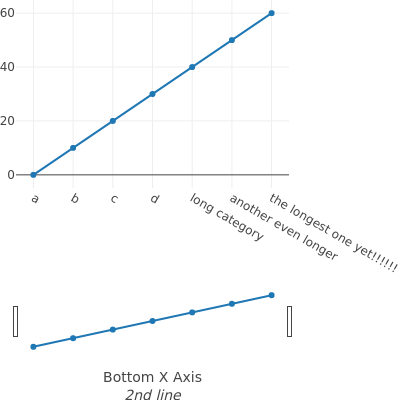 60
40
20
0
a
b
c
d
long category
another even longer
the longest one yet!!!!!!
Bottom X Axis
2nd line